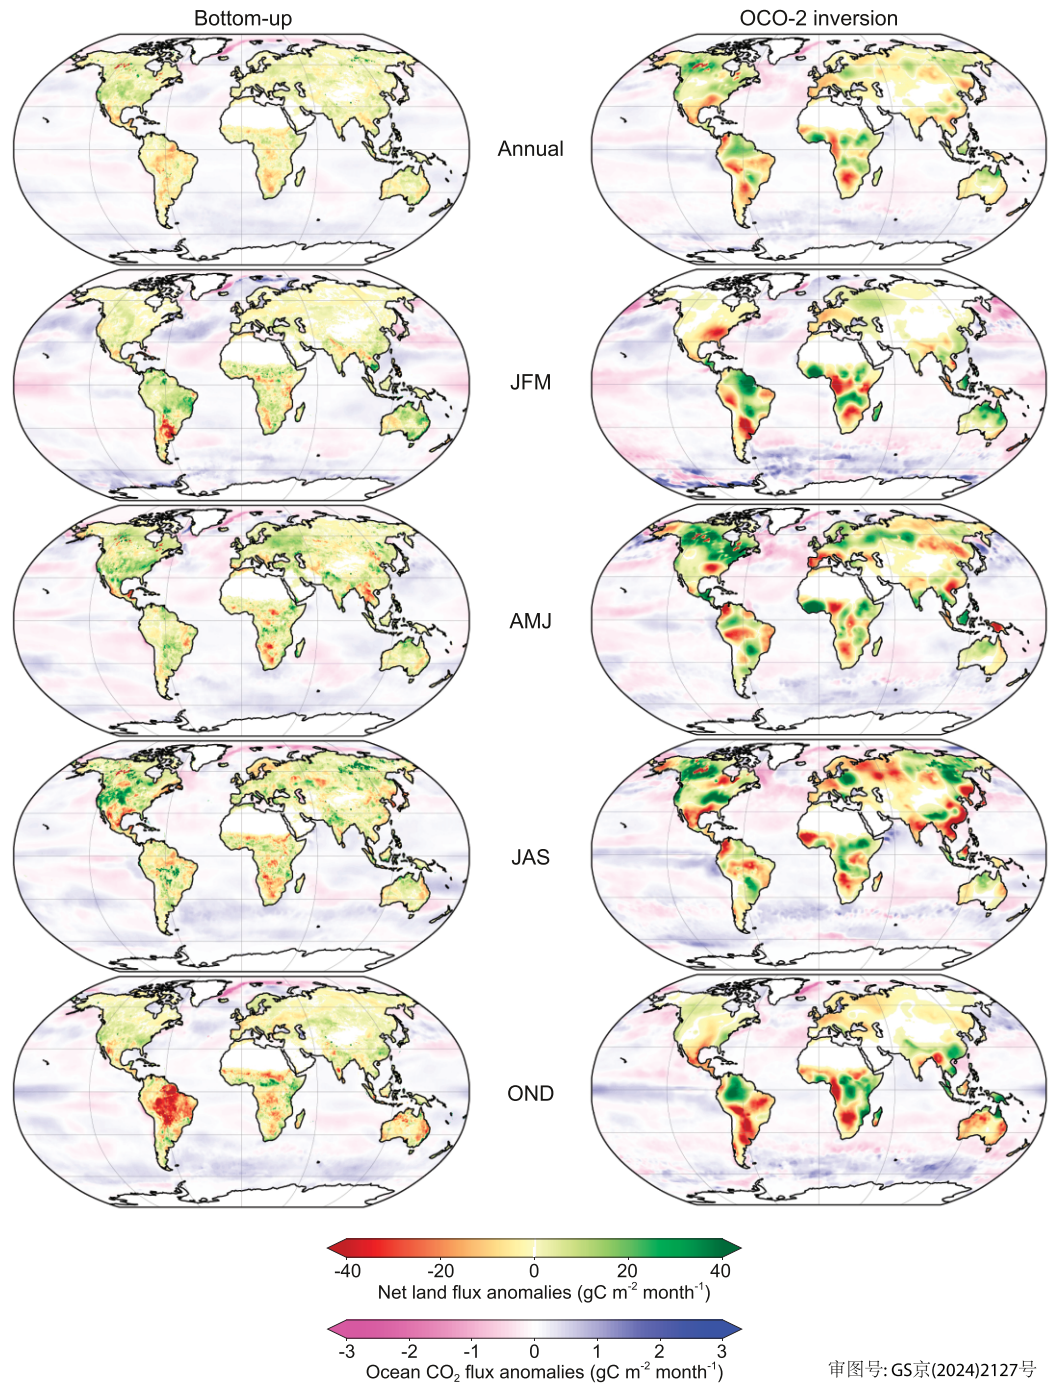 Bottom-up
OCO-2 inversion
Annual
JFM
AMJ
JAS
OND
-40 -20 0 20 40
Net land flux anomalies (gC m⁻² month⁻¹)
-3 -2 -1 0 1 2 3
Ocean CO₂ flux anomalies (gC m⁻² month⁻¹)
审图号: GS京(2024)2127号